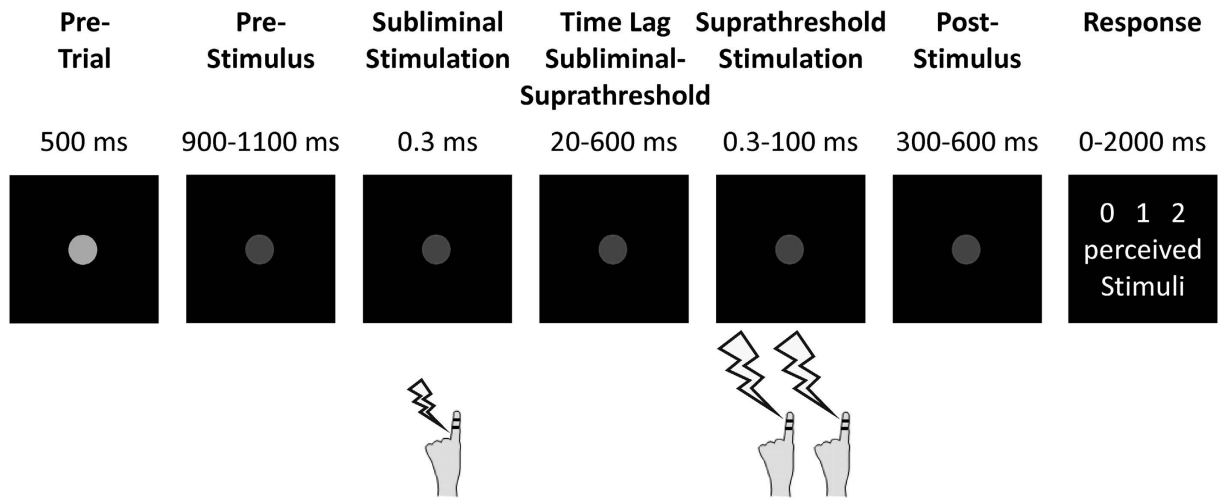 Pre-
Trial
Pre-
Stimulus
Subliminal
Stimulation
Time Lag
Subliminal-
Suprathreshold
Suprathreshold
Stimulation
Post-
Stimulus
Response
500 ms
900-1100 ms
0.3 ms
20-600 ms
0.3-100 ms
300-600 ms
0-2000 ms
0 1 2
perceived
Stimuli